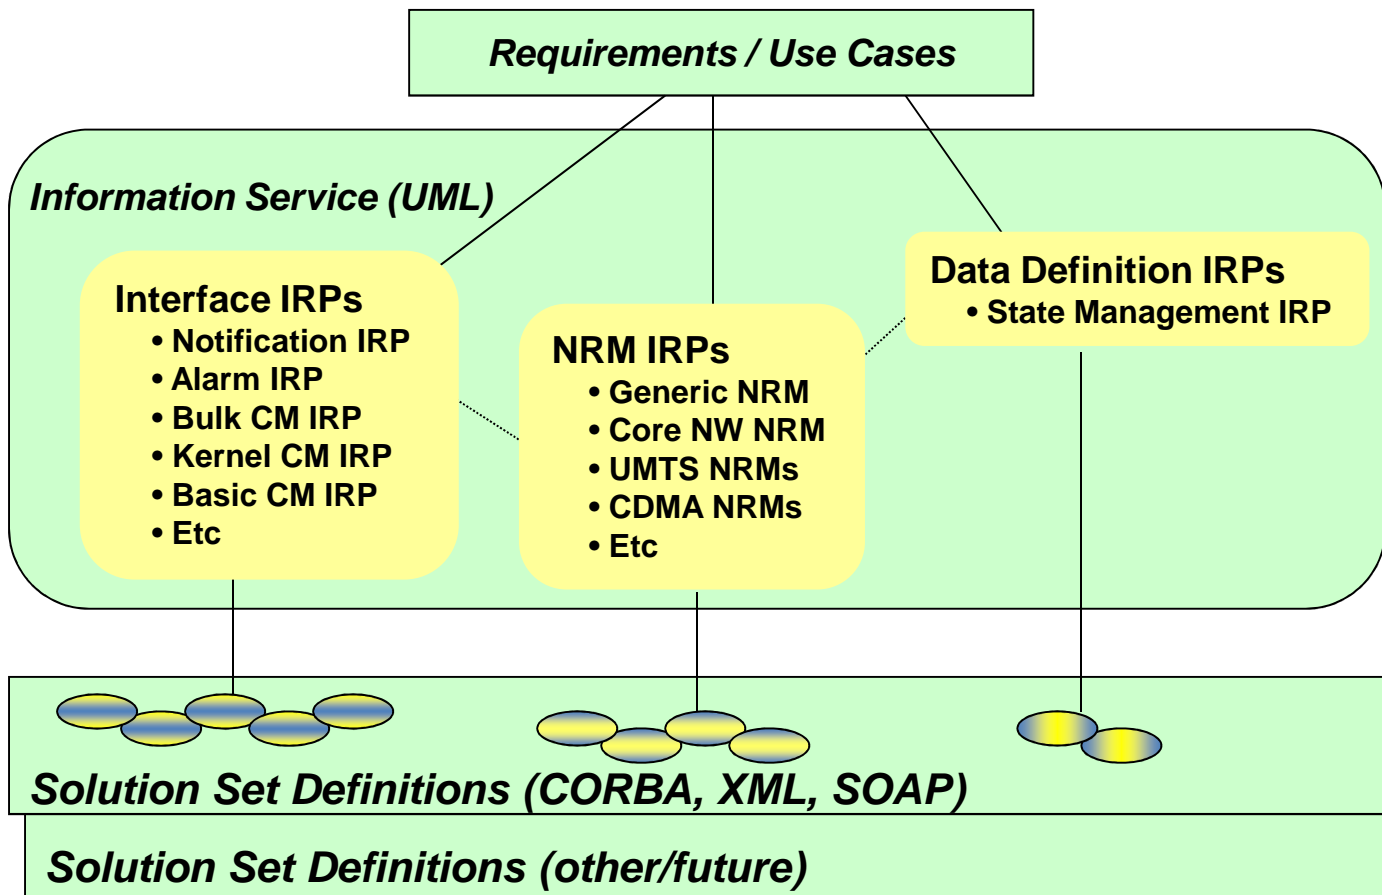 Requirements / Use Cases
Information Service (UML)
Interface IRPs
• Notification IRP
• Alarm IRP
• Bulk CM IRP
• Kernel CM IRP
• Basic CM IRP
• Etc
NRM IRPs
• Generic NRM
• Core NW NRM
• UMTS NRMs
• CDMA NRMs
• Etc
Data Definition IRPs
• State Management IRP
Solution Set Definitions (CORBA, XML, SOAP)
Solution Set Definitions (other/future)